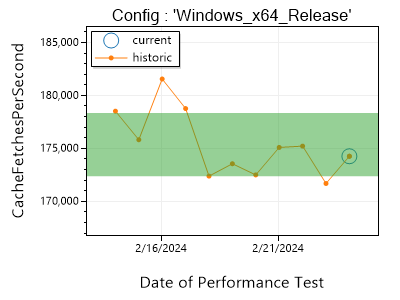 Config : 'Windows_x64_Release'
current
historic
185,000
180,000
175,000
170,000
CacheFetchesPerSecond
2/16/2024
2/21/2024
Date of Performance Test